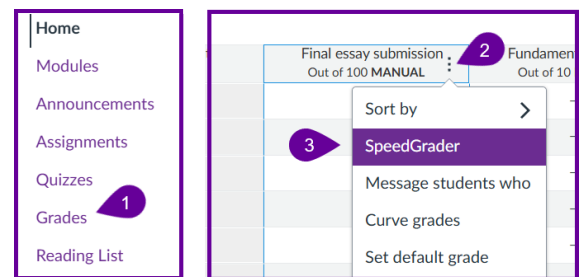 Home
Modules
Announcements
Assignments
Quizzes
1
Grades
Reading List
Final essay submission
Out of 100 MANUAL
2
Out of 10
Sort by
3
SpeedGrader
Message students who
Curve grades
Set default grade